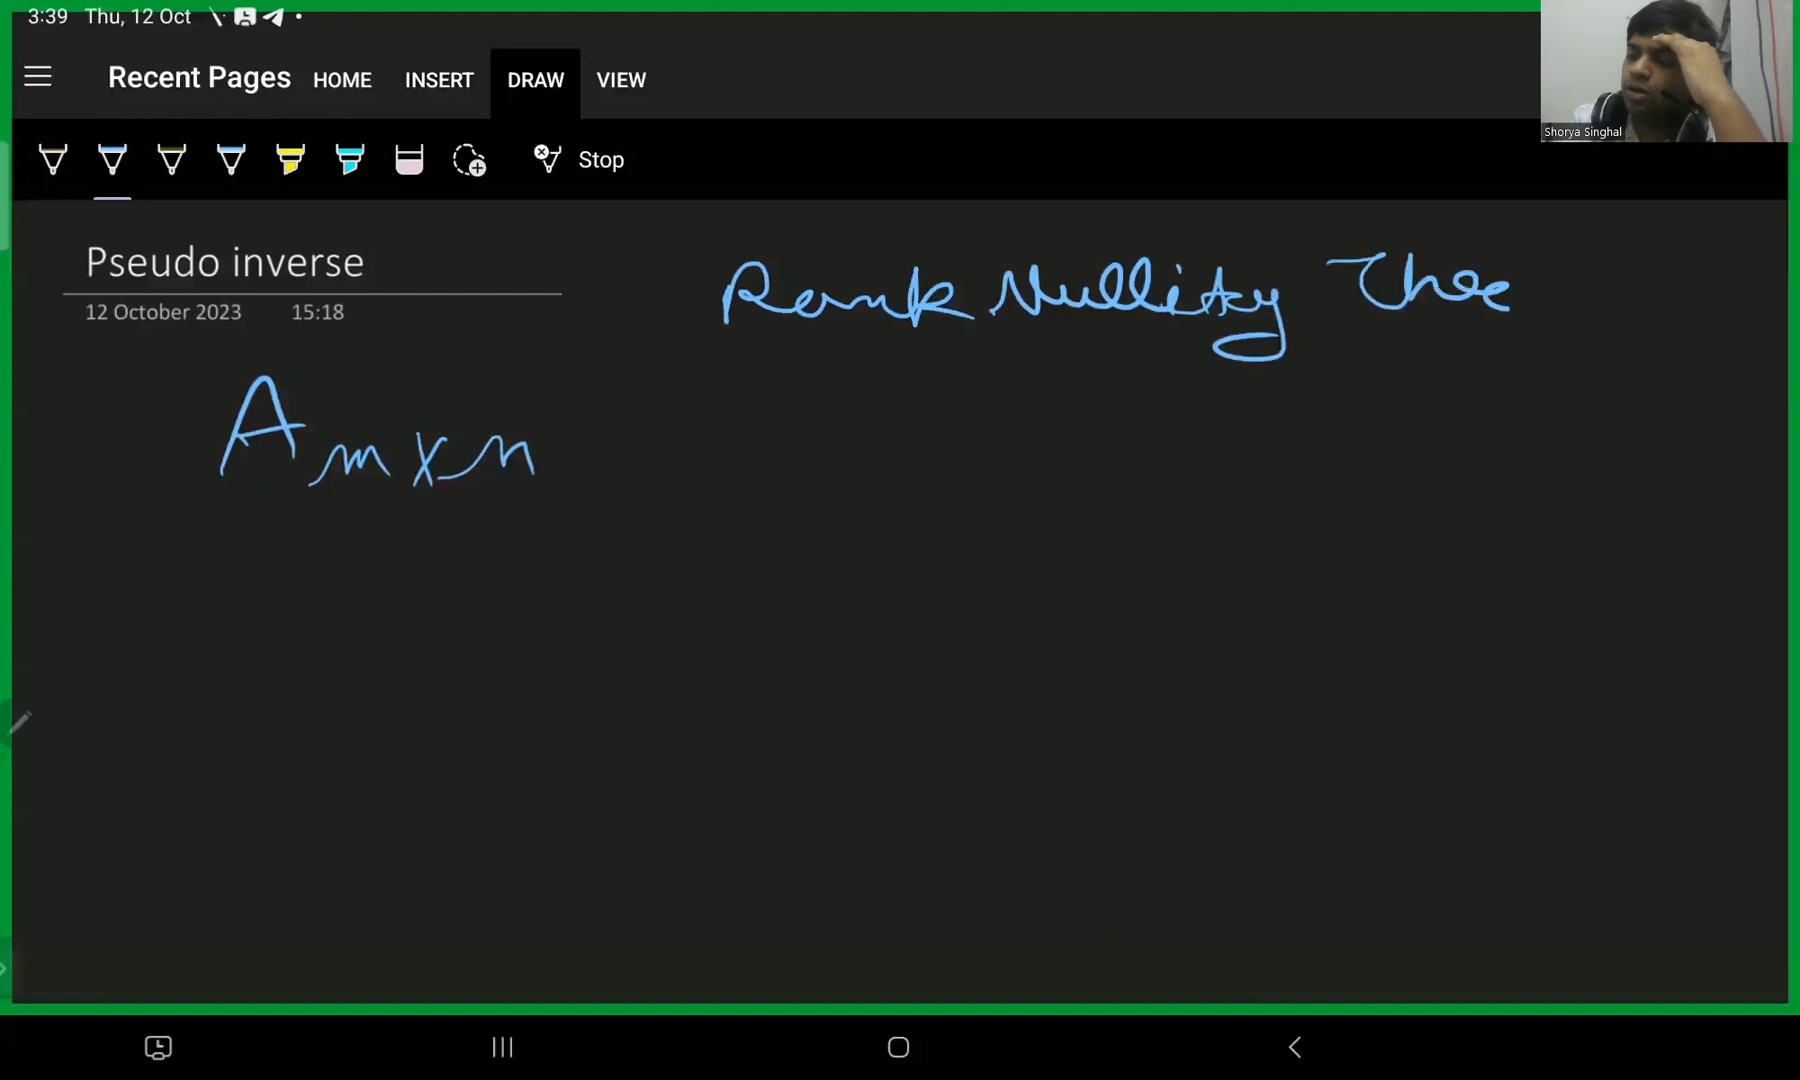 3:39 Thu, 12 Oct
Recent Pages HOME INSERT DRAW VIEW
Shorya Singhal
Stop
Pseudo inverse
12 October 2023 15:18
Rank Nullity Theo
A m x n